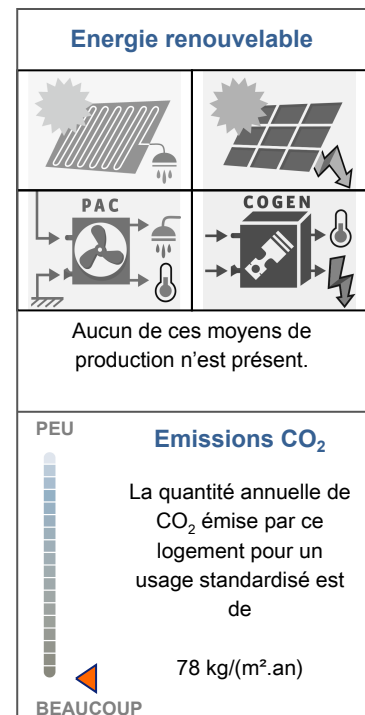 Energie renouvelable
PAC
COGEN
Aucun de ces moyens de
production n’est présent.
PEU
Emissions CO₂
La quantité annuelle de
CO₂ émise par ce
logement pour un
usage standardisé est
de
78 kg/(m².an)
BEAUCOUP